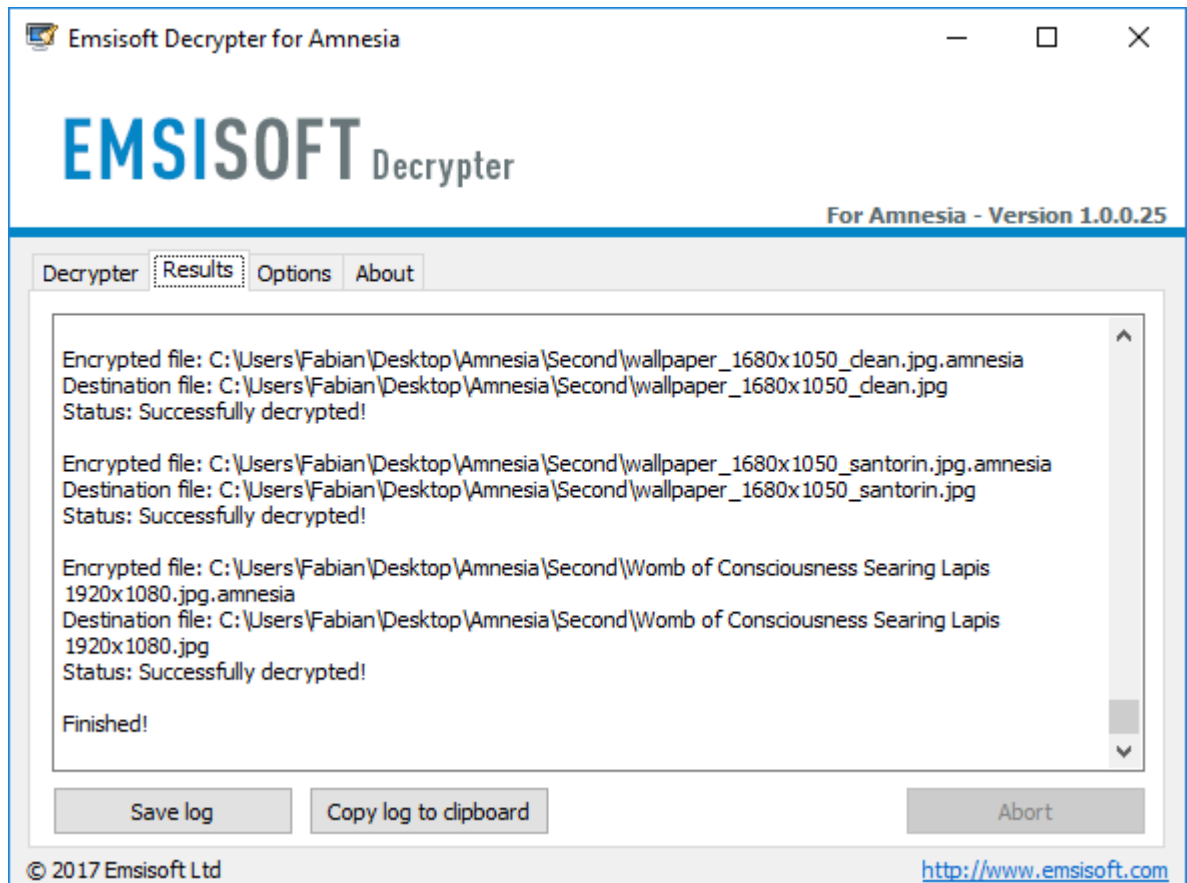 Emsisoft Decrypter for Amnesia
EMSISOFT Decrypter
For Amnesia - Version 1.0.0.25
Decrypter Results Options About
Encrypted file: C:\Users\Fabian\Desktop\Amnesia\Second\wallpaper_1680x1050_clean.jpg.amnesia
Destination file: C:\Users\Fabian\Desktop\Amnesia\Second\wallpaper_1680x1050_clean.jpg
Status: Successfully decrypted!
Encrypted file: C:\Users\Fabian\Desktop\Amnesia\Second\wallpaper_1680x1050_santorin.jpg.amnesia
Destination file: C:\Users\Fabian\Desktop\Amnesia\Second\wallpaper_1680x1050_santorin.jpg
Status: Successfully decrypted!
Encrypted file: C:\Users\Fabian\Desktop\Amnesia\Second\Womb of Consciousness Searing Lapis
1920x1080.jpg.amnesia
Destination file: C:\Users\Fabian\Desktop\Amnesia\Second\Womb of Consciousness Searing Lapis
1920x1080.jpg
Status: Successfully decrypted!
Finished!
Save log Copy log to clipboard Abort
© 2017 Emsisoft Ltd http://www.emsisoft.com